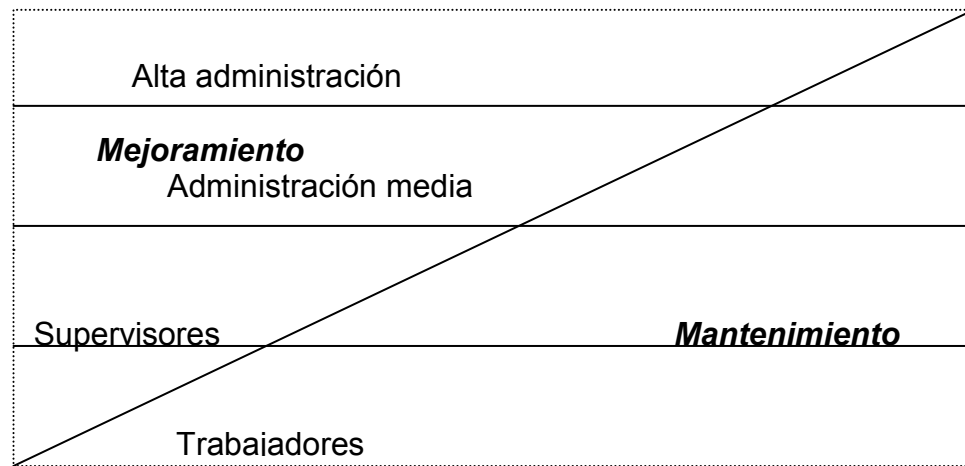 Alta administración
Mejoramiento
Administración media
Supervisores
Mantenimiento
Trabajadores